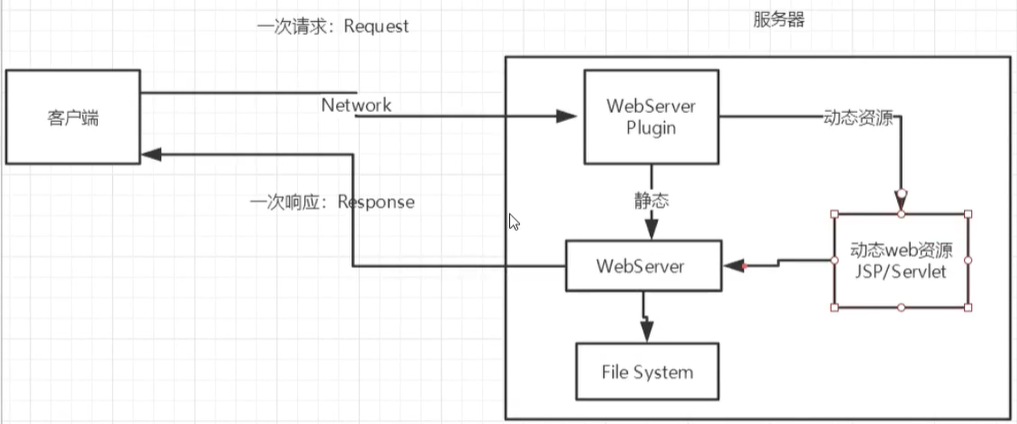 一次请求：Request
服务器
客户端
Network
WebServer
Plugin
动态资源
一次响应：Response
静态
WebServer
动态web资源
JSP/Servlet
File System